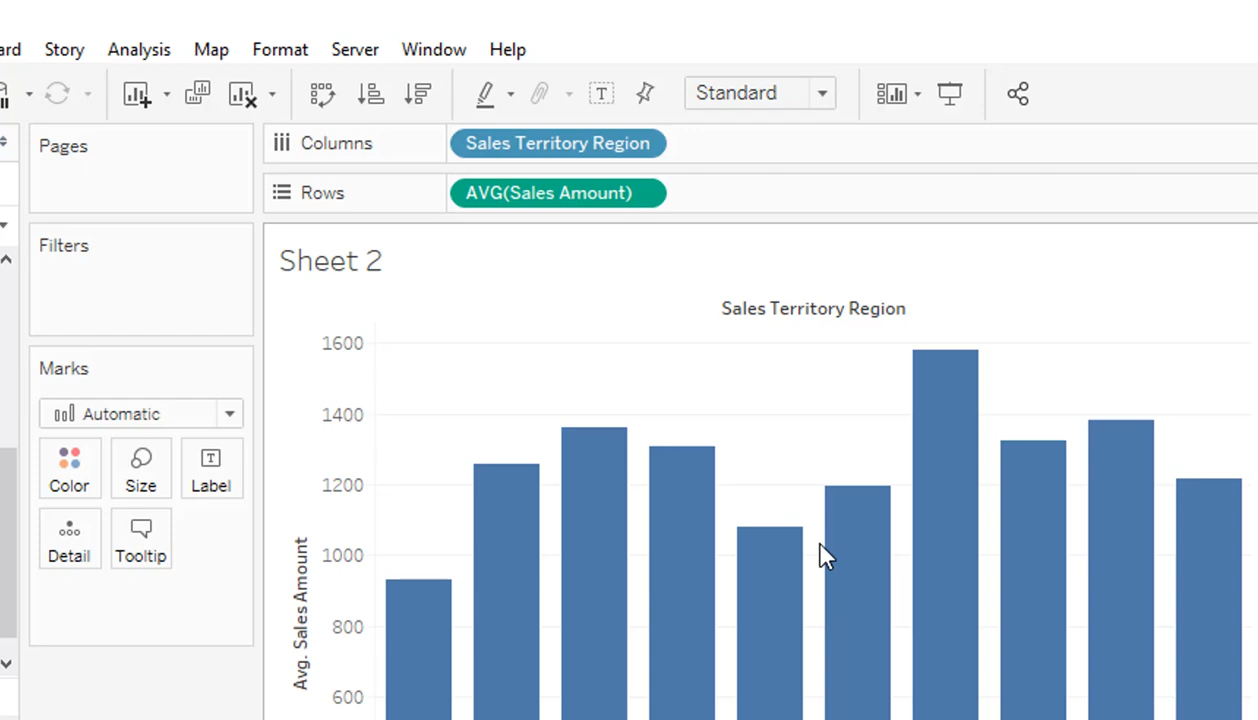 ard Story Analysis Map Format Server Window Help
Standard
Pages
Columns
Sales Territory Region
Rows
AVG(Sales Amount)
Filters
Marks
Automatic
Color
Size
Label
Detail
Tooltip
Sheet 2
Sales Territory Region
1600
1400
1200
1000
800
600
Avg. Sales Amount